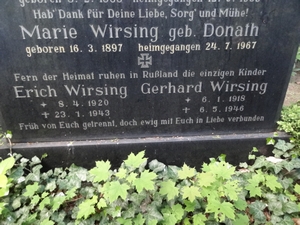 Hab' Dank für Deine Liebe, Sorg' und Mühe!
Marie Wirsing geb. Donath
geboren 16. 3. 1897 heimgegangen 24. 7. 1967
Fern der Heimat ruhen in Rußland die einzigen Kinder
Erich Wirsing Gerhard Wirsing
* 8. 4. 1920 * 6. 1. 1918
+ 23. 1. 1943 + 6. 5. 1946
Früh von Euch getrennt, doch ewig mit Euch in Liebe verbunden